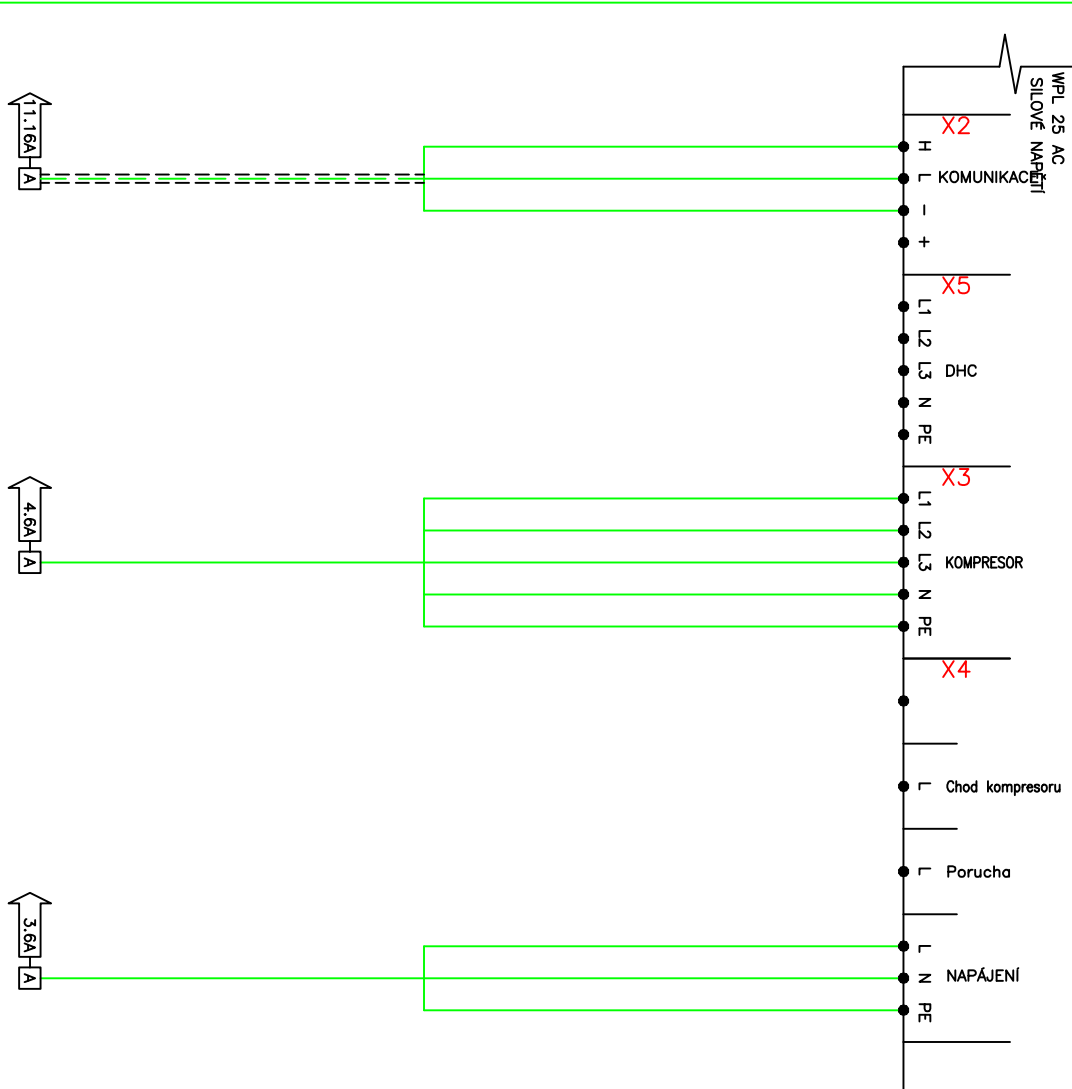 WPL 25 AC
SILOVÉ NAPĚTÍ
X2
H
L
KOMUNIKACE
-
+
11.16A
A
X5
L1
L2
L3
DHC
N
PE
X3
L1
L2
L3
KOMPRESOR
N
PE
4.6A
A
X4
L
Chod kompresoru
L
Porucha
L
N
NAPÁJENÍ
PE
3.6A
A